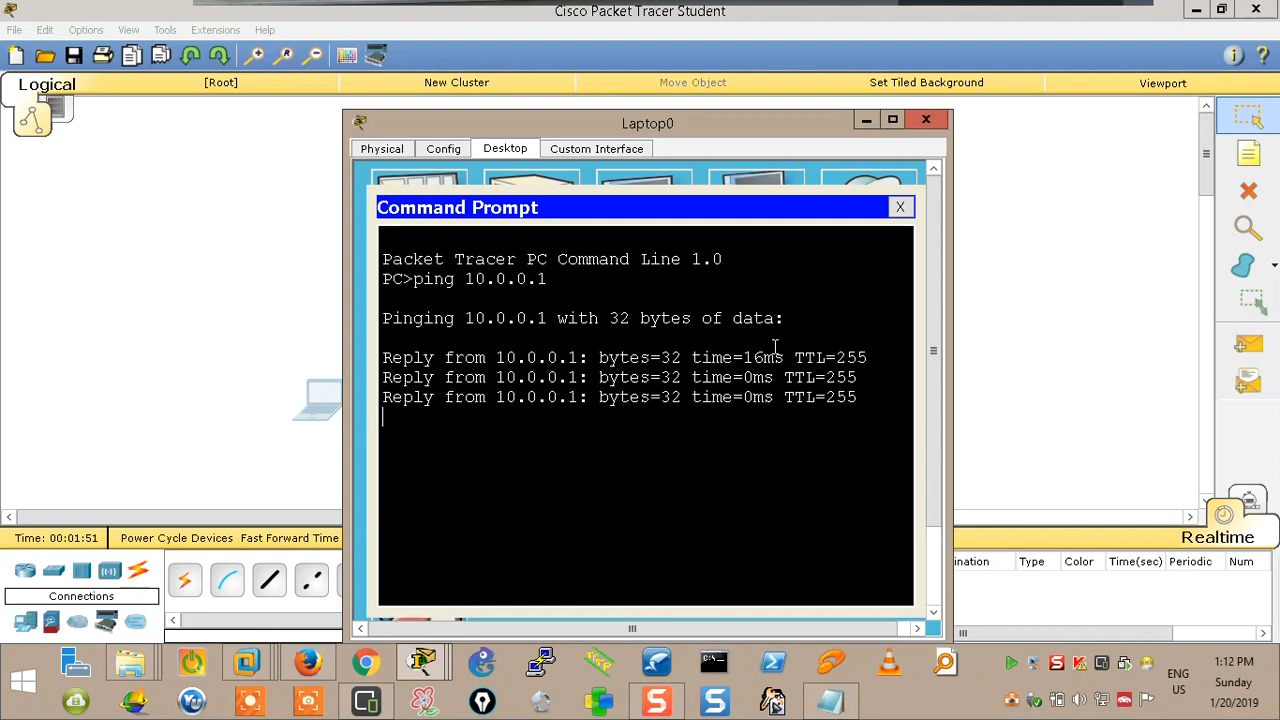 Cisco Packet Tracer Student
File Edit Options View Tools Extensions Help
Logical [Root] New Cluster Move Object Set Tiled Background Viewport
Laptop0
Physical Config Desktop Custom Interface
Command Prompt X
Packet Tracer PC Command Line 1.0
PC>ping 10.0.0.1
Pinging 10.0.0.1 with 32 bytes of data:
Reply from 10.0.0.1: bytes=32 time=16ms TTL=255
Reply from 10.0.0.1: bytes=32 time=0ms TTL=255
Reply from 10.0.0.1: bytes=32 time=0ms TTL=255
Time: 00:01:51 Power Cycle Devices Fast Forward Time Realtime
ination Type Color Time(sec) Periodic Num
Connections
ENG 1:12 PM
US Sunday
1/20/2019